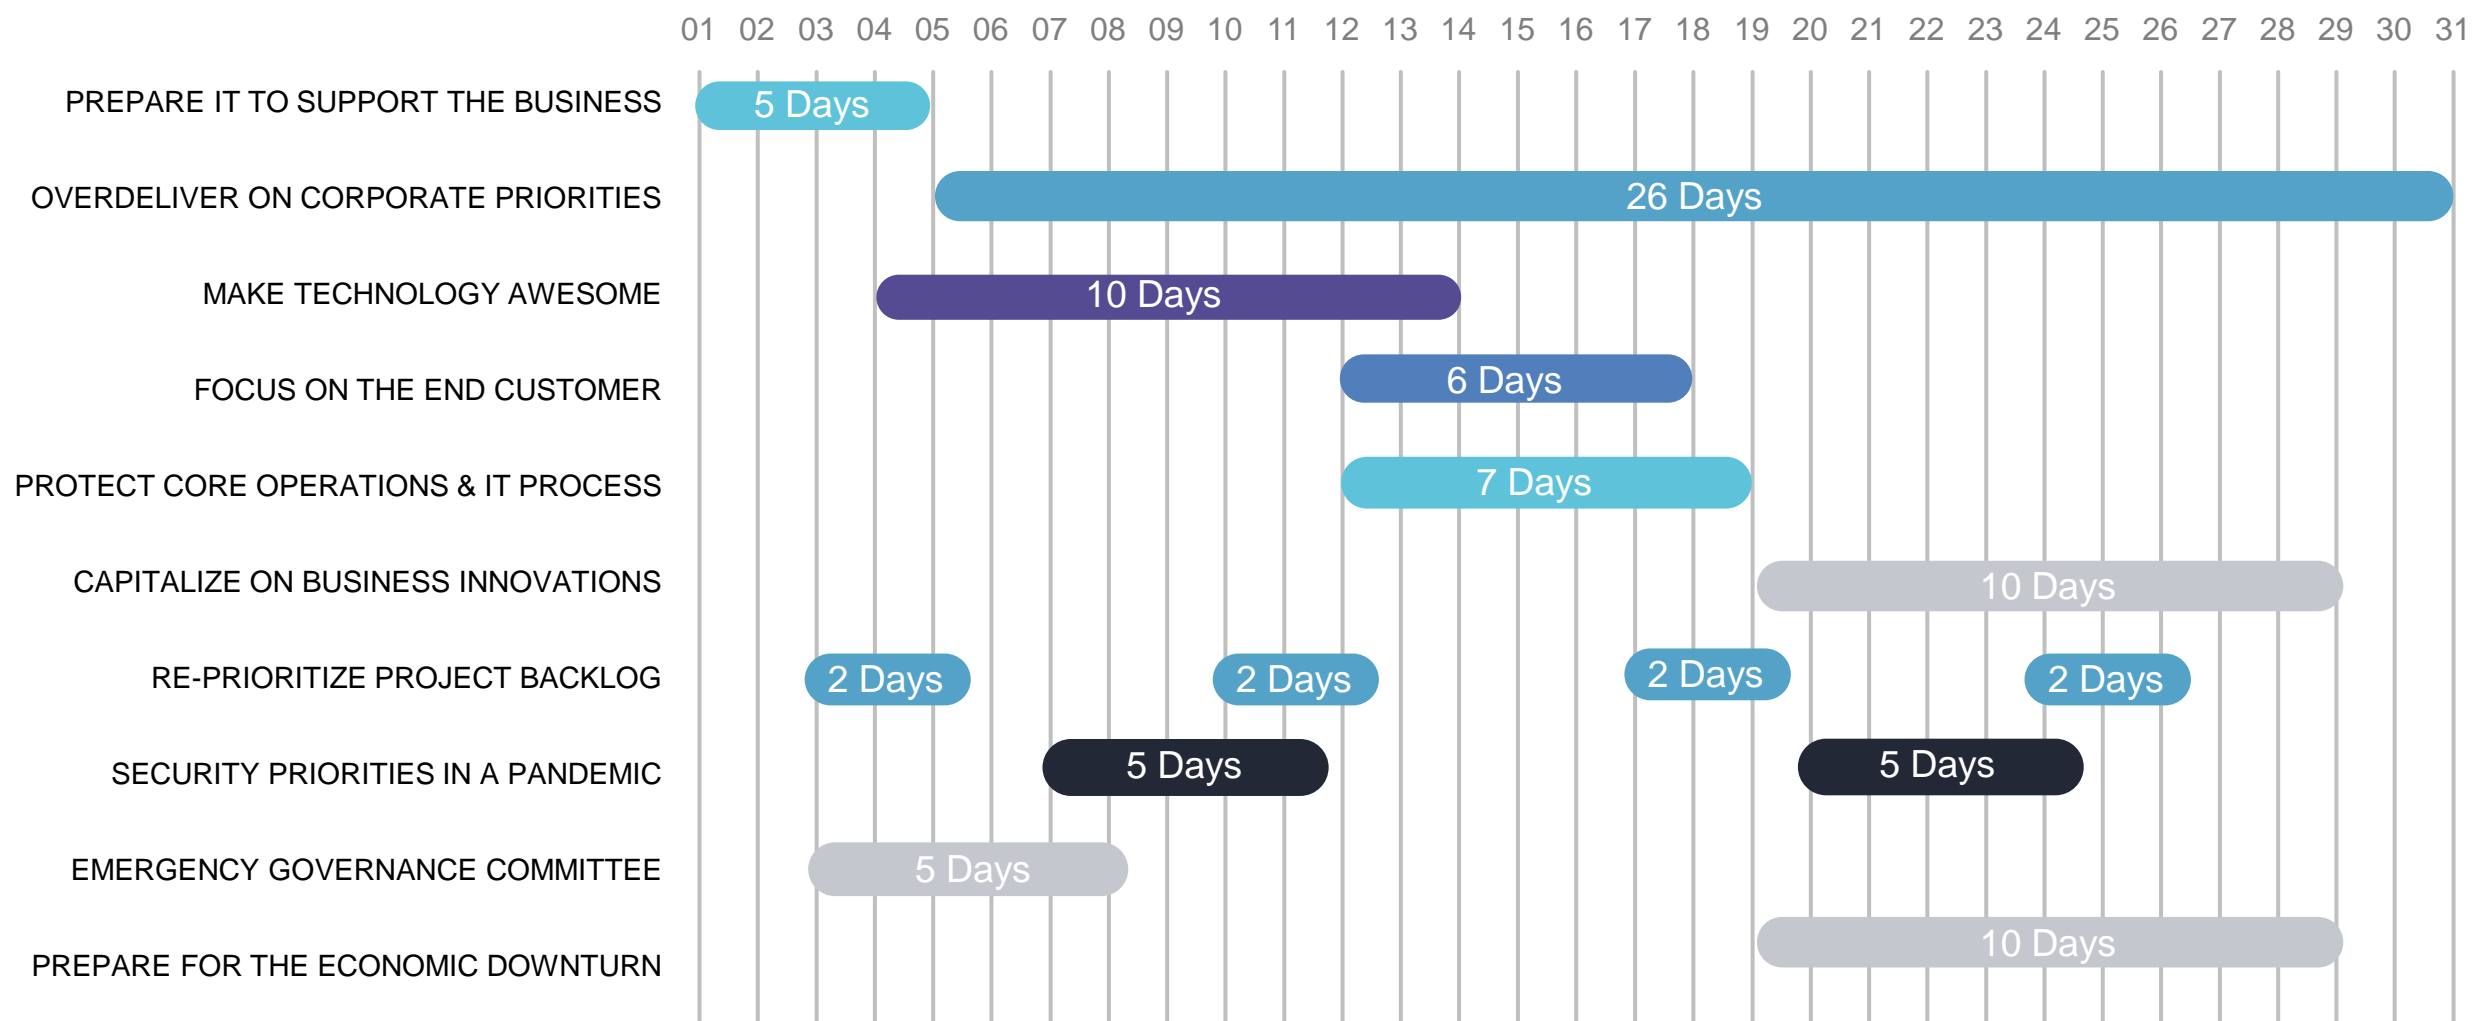 01 02 03 04 05 06 07 08 09 10 11 12 13 14 15 16 17 18 19 20 21 22 23 24 25 26 27 28 29 30 31
PREPARE IT TO SUPPORT THE BUSINESS 5 Days
OVERDELIVER ON CORPORATE PRIORITIES 26 Days
MAKE TECHNOLOGY AWESOME 10 Days
FOCUS ON THE END CUSTOMER 6 Days
PROTECT CORE OPERATIONS & IT PROCESS 7 Days
CAPITALIZE ON BUSINESS INNOVATIONS 10 Days
RE-PRIORITIZE PROJECT BACKLOG 2 Days 2 Days 2 Days 2 Days
SECURITY PRIORITIES IN A PANDEMIC 5 Days 5 Days
EMERGENCY GOVERNANCE COMMITTEE 5 Days
PREPARE FOR THE ECONOMIC DOWNTURN 10 Days